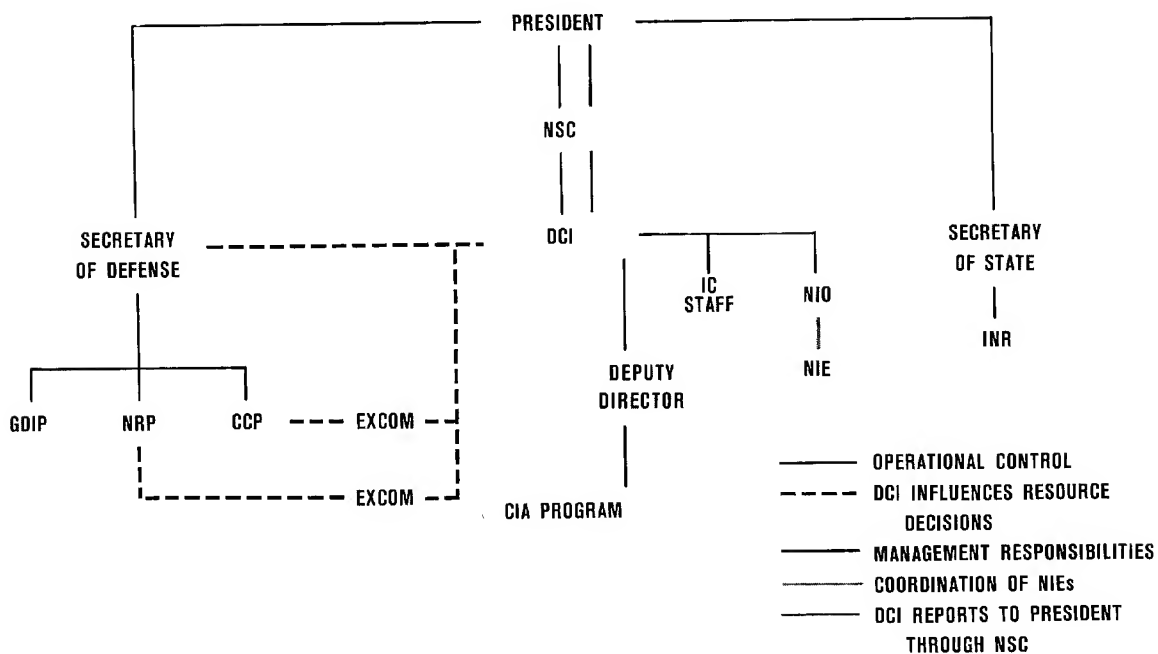 PRESIDENT
NSC
SECRETARY
OF DEFENSE
DCI
SECRETARY
OF STATE
IC
STAFF
NIO
INR
NIE
DEPUTY
DIRECTOR
GDIP
NRP
CCP
EXCOM
EXCOM
CIA PROGRAM
OPERATIONAL CONTROL
DCI INFLUENCES RESOURCE
DECISIONS
MANAGEMENT RESPONSIBILITIES
COORDINATION OF NIEs
DCI REPORTS TO PRESIDENT
THROUGH NSC